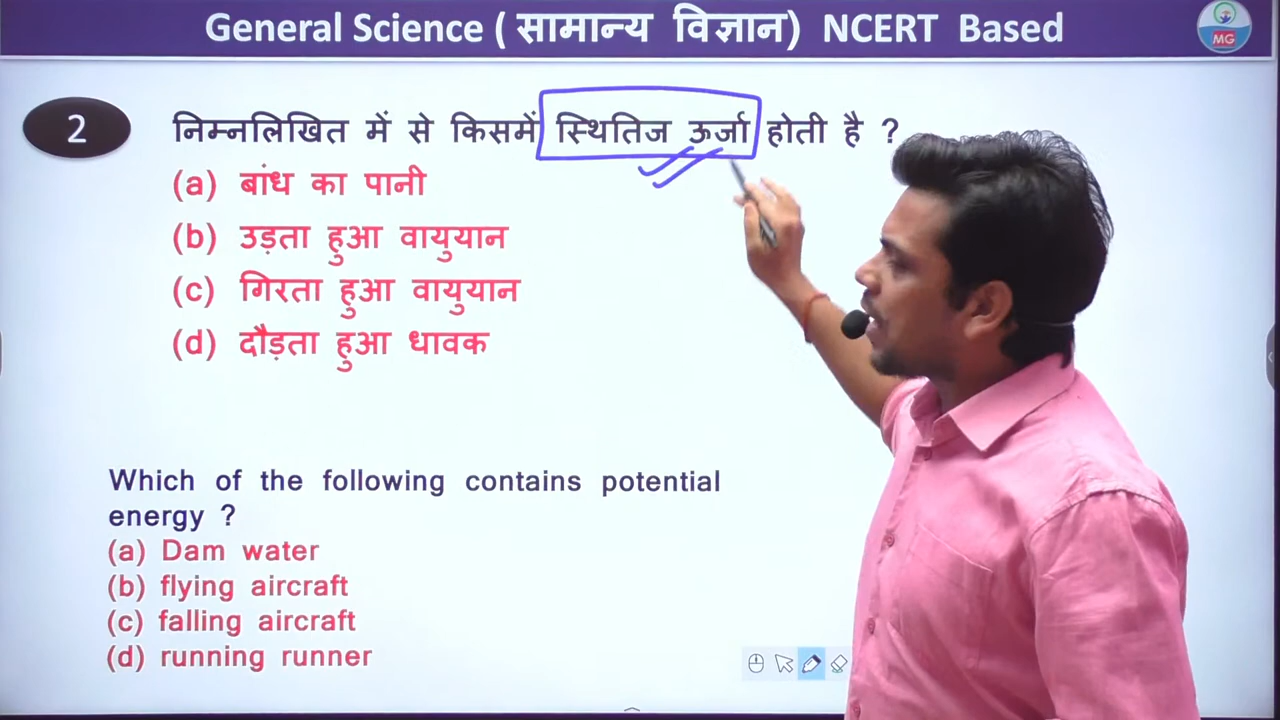 General Science ( सामान्य विज्ञान) NCERT Based
MG
2 निम्नलिखित में से किसमें स्थितिज ऊर्जा होती है ?
(a) बांध का पानी
(b) उड़ता हुआ वायुयान
(c) गिरता हुआ वायुयान
(d) दौड़ता हुआ धावक
Which of the following contains potential
energy ?
(a) Dam water
(b) flying aircraft
(c) falling aircraft
(d) running runner